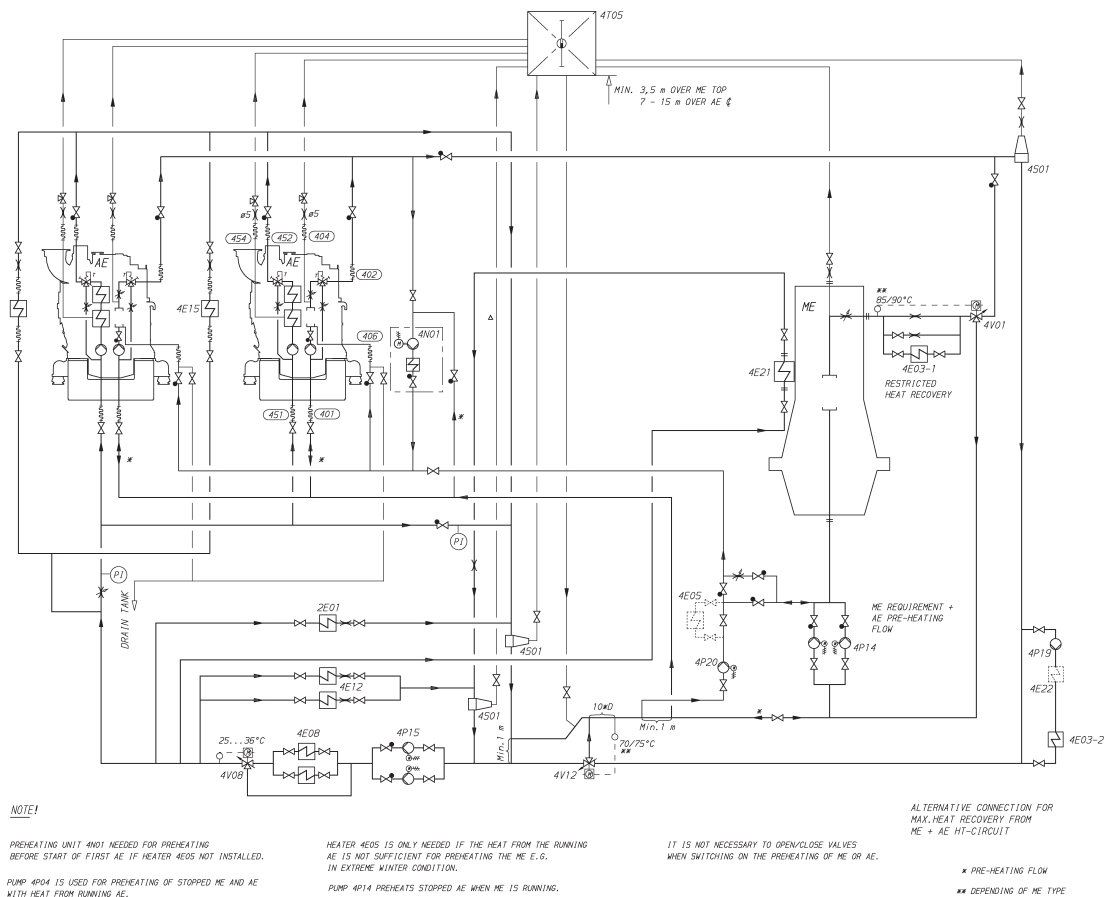 4T05
MIN. 3,5 m OVER ME TOP
7 - 15 m OVER AE ℄
4S01
ø5
ø5
454
452
404
AE
AE
T
T
T
T
402
4E15
406
4N01
M
451
401
*
*
*
ME
**
85/90°C
4V01
4E03-1
RESTRICTED
HEAT RECOVERY
4E21
PI
PI
DRAIN TANK
2E01
4S01
4E12
4S01
4E05
4P20
ME REQUIREMENT +
AE PRE-HEATING
FLOW
4P14
4P19
4E22
4E03-2
25...36°C
4V08
4E08
4P15
Min.1 m
10*D
Min.1 m
70/75°C
**
4V12
*
NOTE!
PREHEATING UNIT 4NO1 NOT NEEDED FOR PREHEATING
BEFORE START OF FIRST AE IF HEATER 4E05 NOT INSTALLED.
PUMP 4P04 IS USED FOR PREHEATING OF STOPPED ME AND AE
WITH HEAT FROM RUNNING AE.
HEATER 4E05 IS ONLY NEEDED IF THE HEAT FROM THE RUNNING
AE IS NOT SUFFICIENT FOR PREHEATING THE ME E.G.
IN EXTREME WINTER CONDITION.
PUMP 4P14 PREHEATS STOPPED AE WHEN ME IS RUNNING.
IT IS NOT NECESSARY TO OPEN/CLOSE VALVES
WHEN SWITCHING ON THE PREHEATING OF ME OR AE.
ALTERNATIVE CONNECTION FOR
MAX.HEAT RECOVERY FROM
ME + AE HT-CIRCUIT
* PRE-HEATING FLOW
** DEPENDING OF ME TYPE